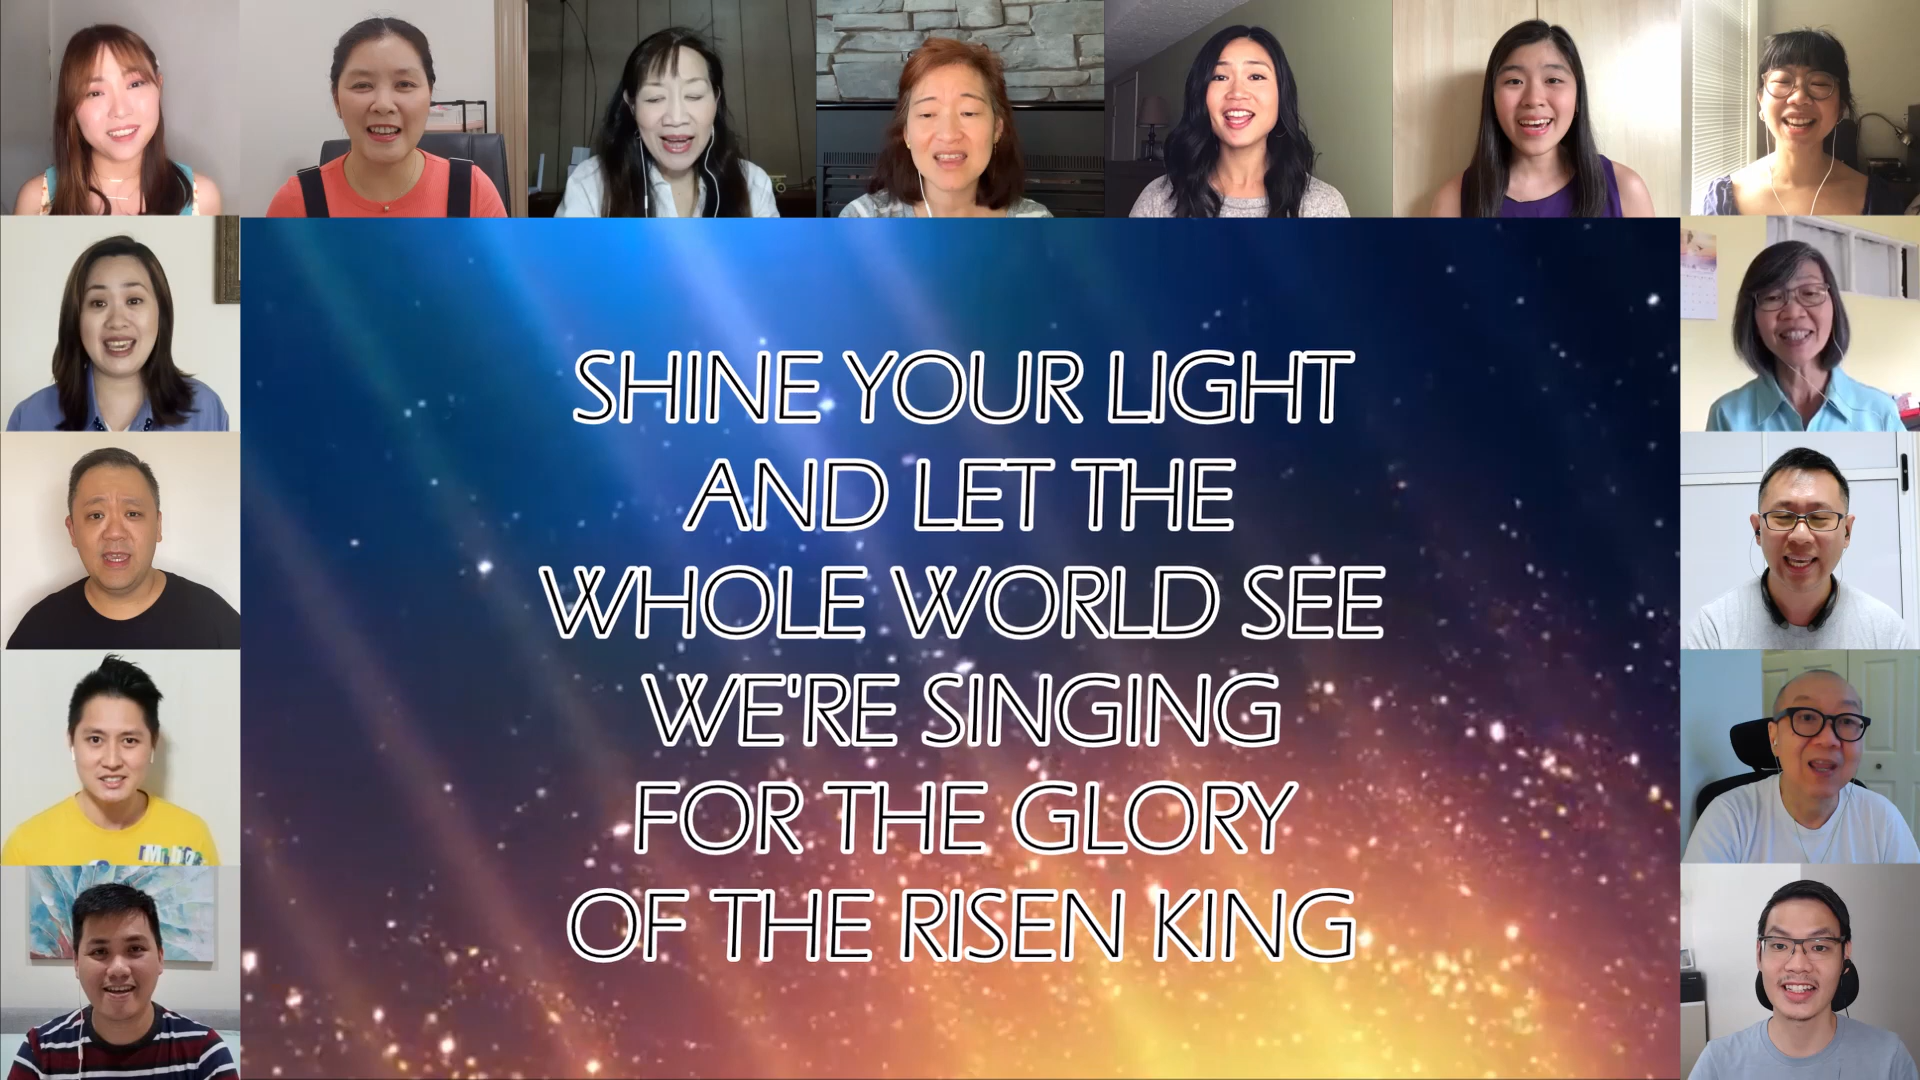 SHINE YOUR LIGHT
AND LET THE
WHOLE WORLD SEE
WE'RE SINGING
FOR THE GLORY
OF THE RISEN KING